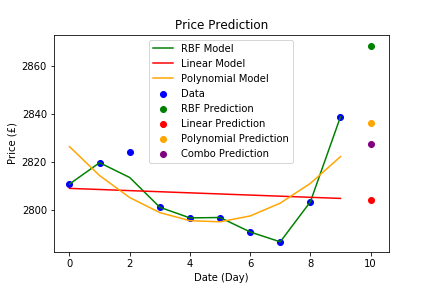 Price Prediction
RBF Model
Linear Model
Polynomial Model
Data
RBF Prediction
Linear Prediction
Polynomial Prediction
Combo Prediction
Price (£)
2860
2840
2820
2800
0 2 4 6 8 10
Date (Day)